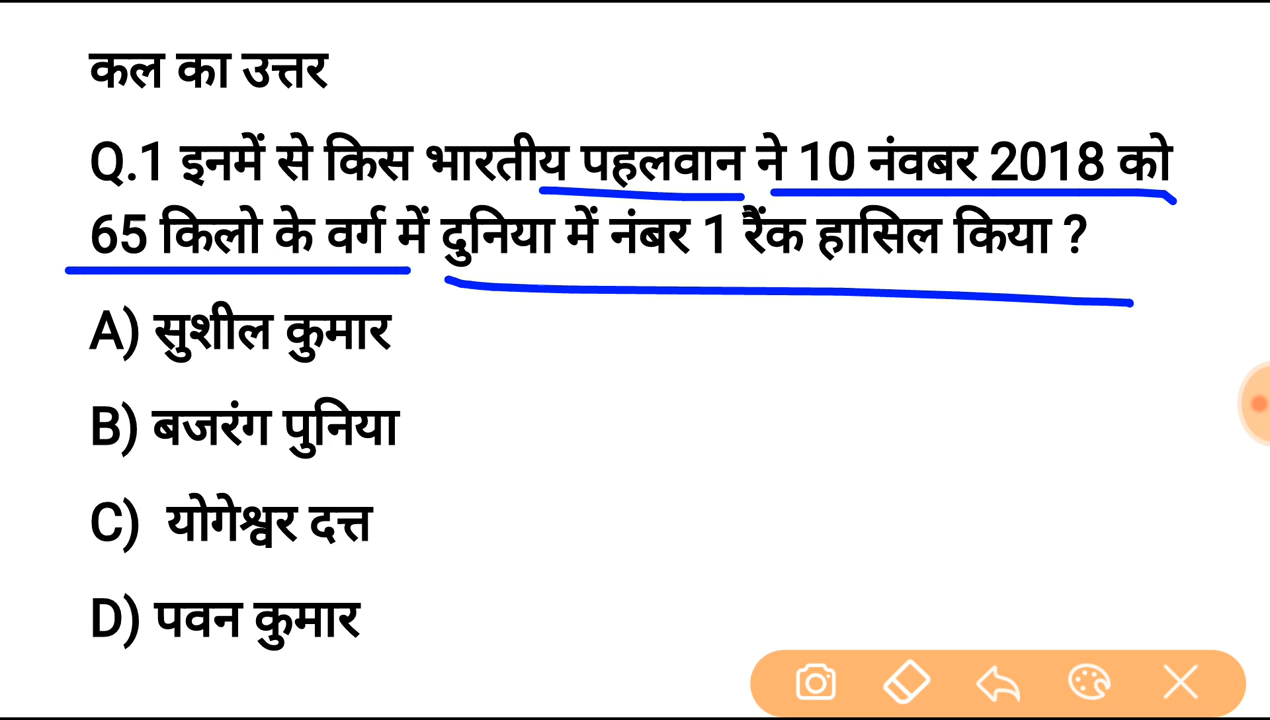 कल का उत्तर
Q.1 इनमें से किस भारतीय पहलवान ने 10 नंवबर 2018 को
65 किलो के वर्ग में दुनिया में नंबर 1 रैंक हासिल किया ?
A) सुशील कुमार
B) बजरंग पुनिया
C) योगेश्वर दत्त
D) पवन कुमार